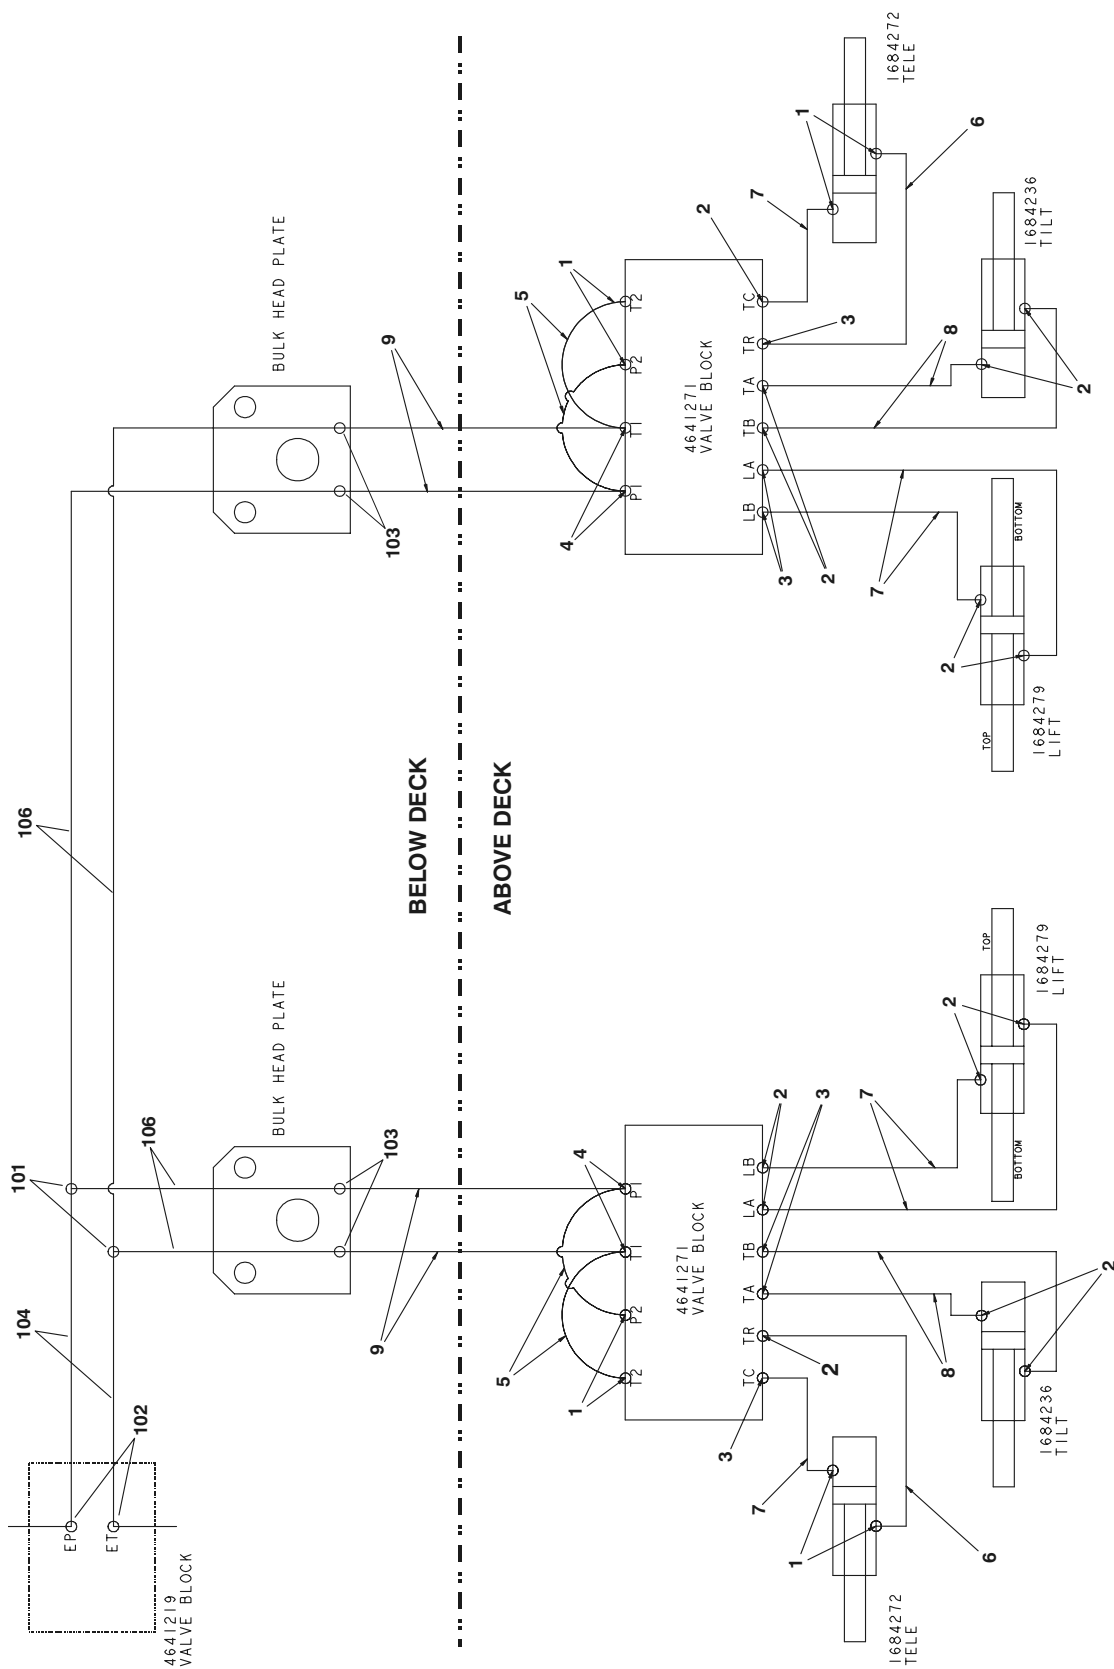 104
101
106
EP
ET
102
106
4641219
VALVE BLOCK
BULK HEAD PLATE
BULK HEAD PLATE
9
103
103
9
BELOW DECK
ABOVE DECK
5
5
1
4
4
1
T2 P2 T1 P1
P1 T1 P2 T2
4641271
VALVE BLOCK
4641271
VALVE BLOCK
TC TR TA TB LA LB
LB LA TB TA TR TC
3
2
3
2
7
7
1
2
3
2
3
1
7
7
1684272
TELE
1684272
TELE
8
2
2
8
6
6
BOTTOM
TOP
TOP
BOTTOM
1684236
TILT
1684279
LIFT
1684279
LIFT
1684236
TILT
2
2